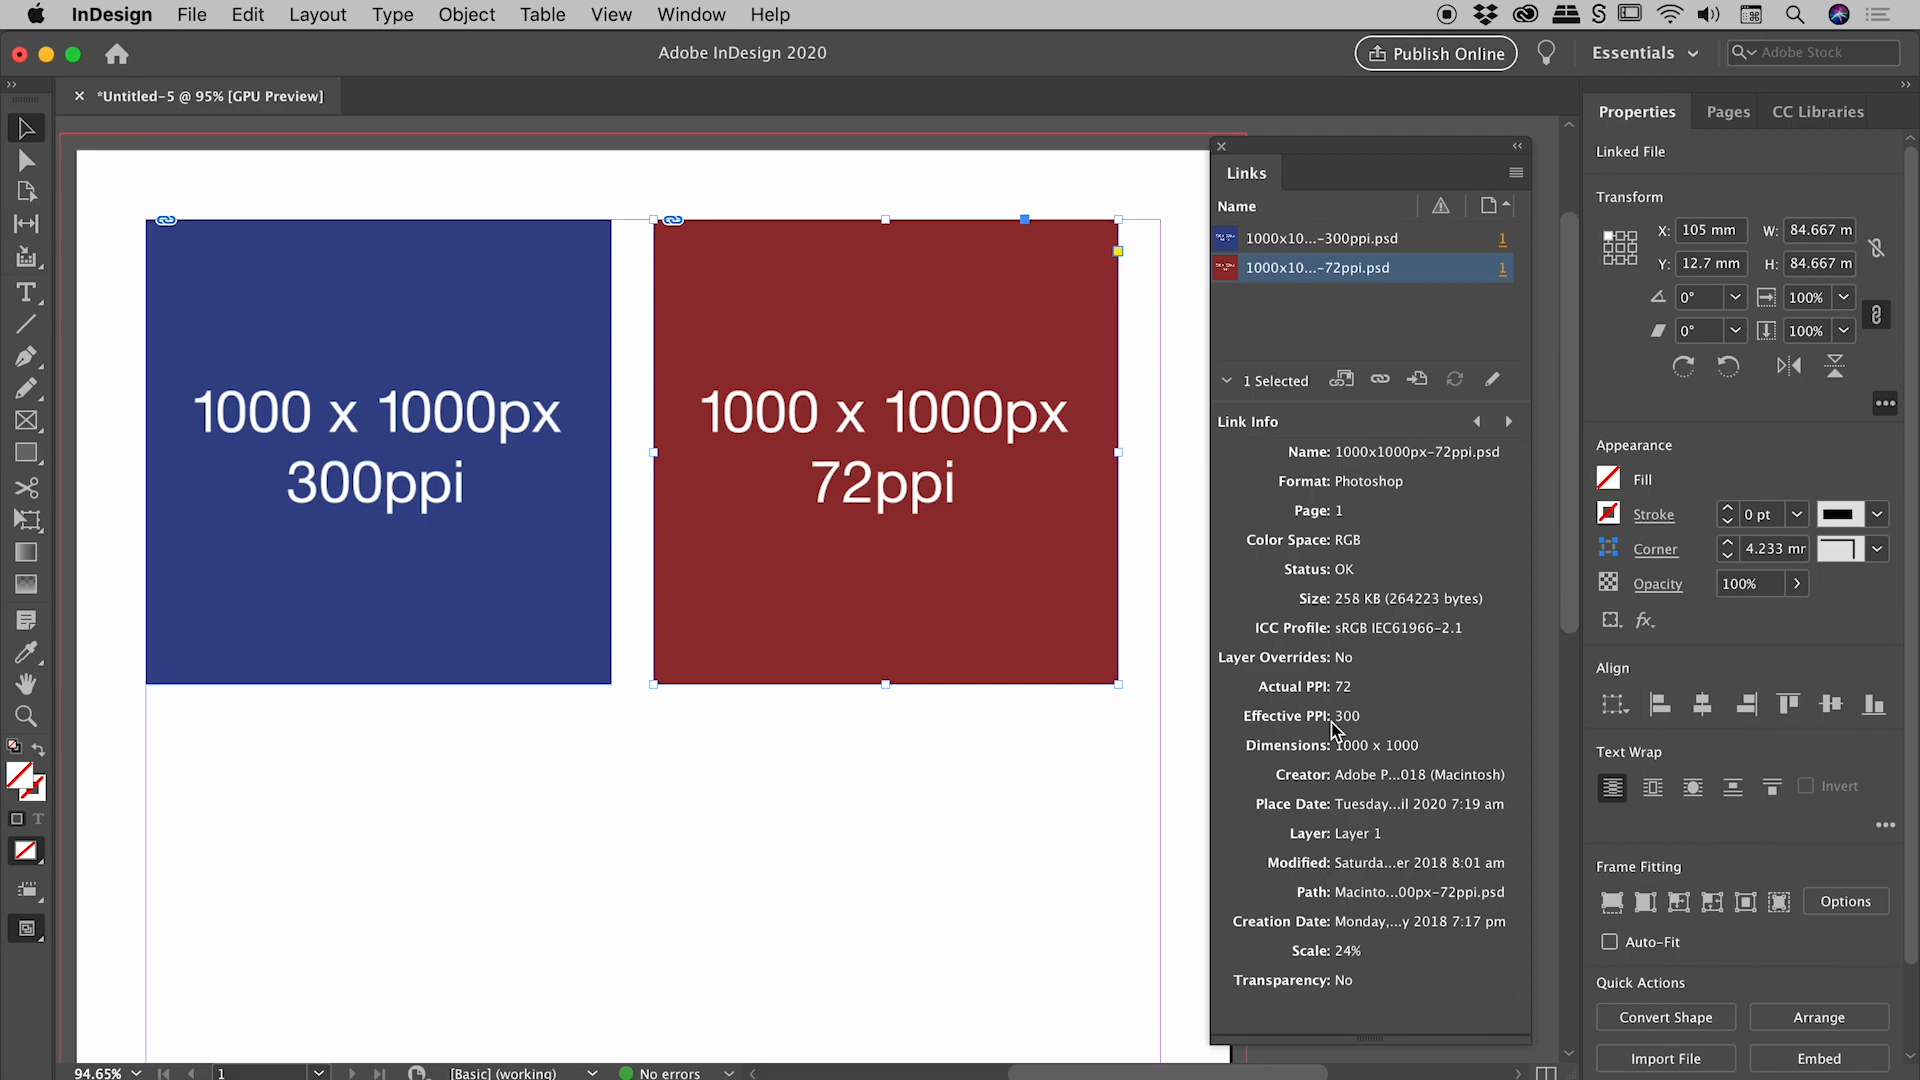 InDesign File Edit Layout Type Object Table View Window Help
Adobe InDesign 2020
Publish Online
Essentials
Adobe Stock
*Untitled-5 @ 95% [GPU Preview]
1000 x 1000px
300ppi
1000 x 1000px
72ppi
Links
Name
1000x10...-300ppi.psd 1
1000x10...-72ppi.psd 1
1 Selected
Link Info
Name: 1000x1000px-72ppi.psd
Format: Photoshop
Page: 1
Color Space: RGB
Status: OK
Size: 258 KB (264223 bytes)
ICC Profile: sRGB IEC61966-2.1
Layer Overrides: No
Actual PPI: 72
Effective PPI: 300
Dimensions: 1000 x 1000
Creator: Adobe P...018 (Macintosh)
Place Date: Tuesday...il 2020 7:19 am
Layer: Layer 1
Modified: Saturda...er 2018 8:01 am
Path: Macinto...00px-72ppi.psd
Creation Date: Monday,...y 2018 7:17 pm
Scale: 24%
Transparency: No
Properties Pages CC Libraries
Linked File
Transform
X: 105 mm W: 84.667 m
Y: 12.7 mm H: 84.667 m
0° 100%
0° 100%
Appearance
Fill
Stroke 0 pt
Corner 4.233 mr
Opacity 100%
fx.
Align
Text Wrap
Invert
Frame Fitting
Options
Auto-Fit
Quick Actions
Convert Shape Arrange
Import File Embed
94.65% 1 [Basic] (working) No errors